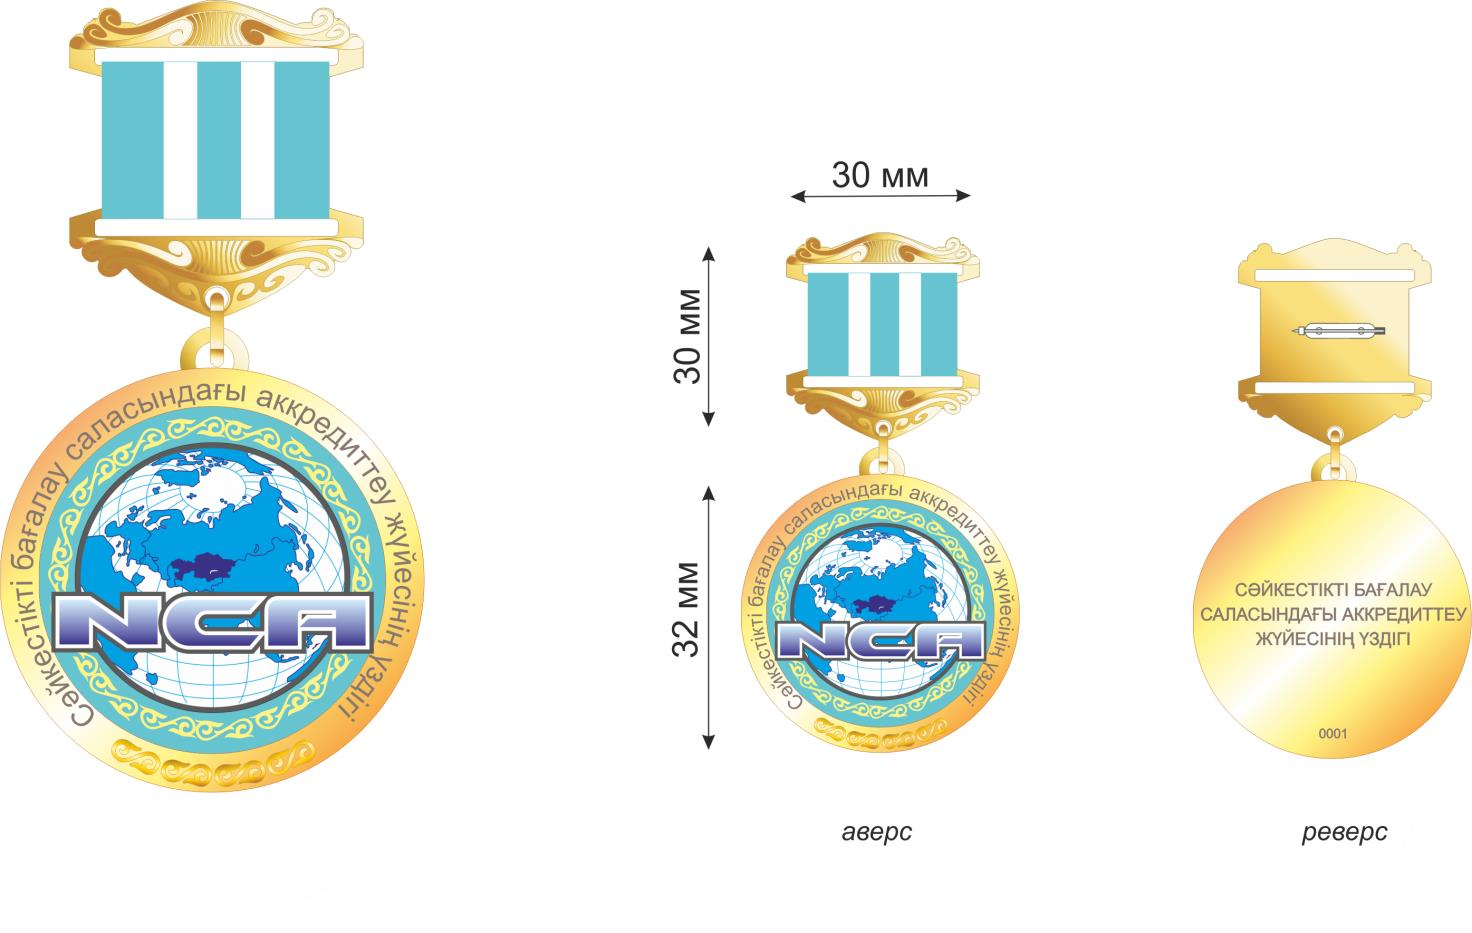 Сәйкестікті бағалау саласындағы аккредиттеу жүйесінің үздігі
NCA
30 мм
30 мм
32 мм
Сәйкестікті бағалау саласындағы аккредиттеу жүйесінің үздігі
NCA
аверс
СӘЙКЕСТІКТІ БАҒАЛАУ
САЛАСЫНДАҒЫ АККРЕДИТТЕУ
ЖҮЙЕСІНІҢ ҮЗДІГІ
0001
реверс